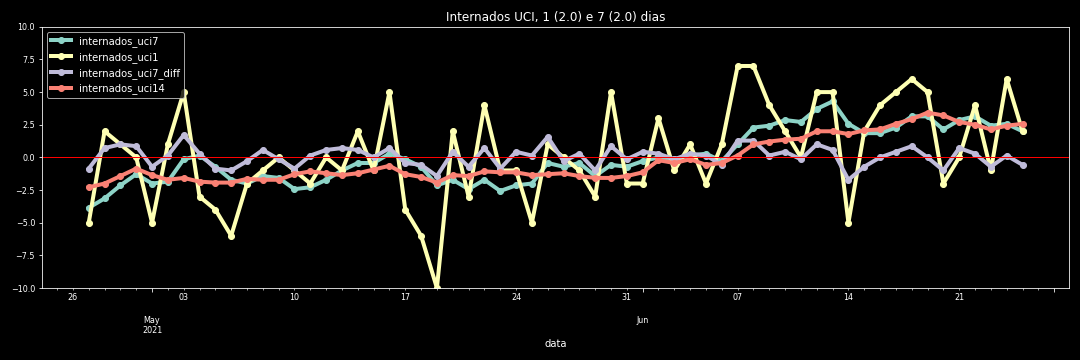 Internados UCI, 1 (2.0) e 7 (2.0) dias
internados_uci7
internados_uci1
internados_uci7_diff
internados_uci14
10.0
7.5
5.0
2.5
0.0
−2.5
−5.0
−7.5
−10.0
26 03 10 17 24 31 07 14 21
May Jun
2021
data